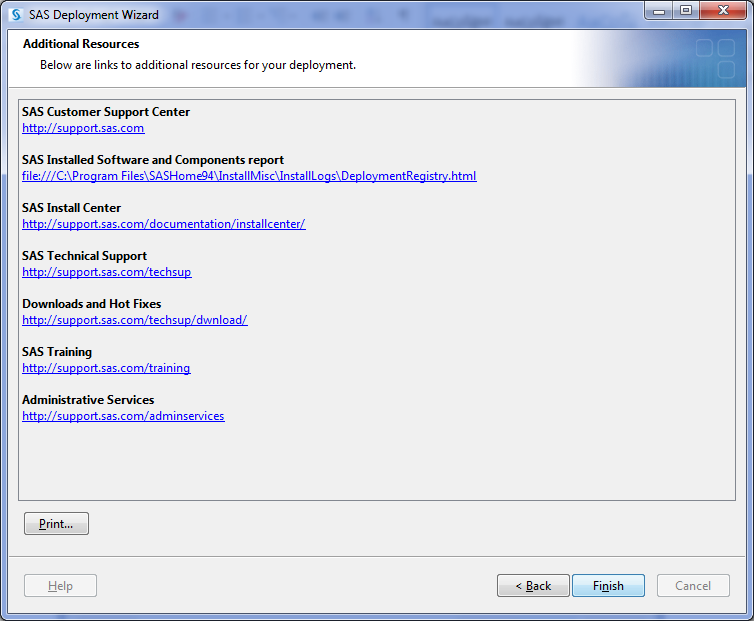 SAS Deployment Wizard
Additional Resources
Below are links to additional resources for your deployment.
SAS Customer Support Center
http://support.sas.com
SAS Installed Software and Components report
file:///C:\Program Files\SASHome94\InstallMisc\InstallLogs\DeploymentRegistry.html
SAS Install Center
http://support.sas.com/documentation/installcenter/
SAS Technical Support
http://support.sas.com/techsup
Downloads and Hot Fixes
http://support.sas.com/techsup/dwnload/
SAS Training
http://support.sas.com/training
Administrative Services
http://support.sas.com/adminservices
Print...
Help
< Back
Finish
Cancel